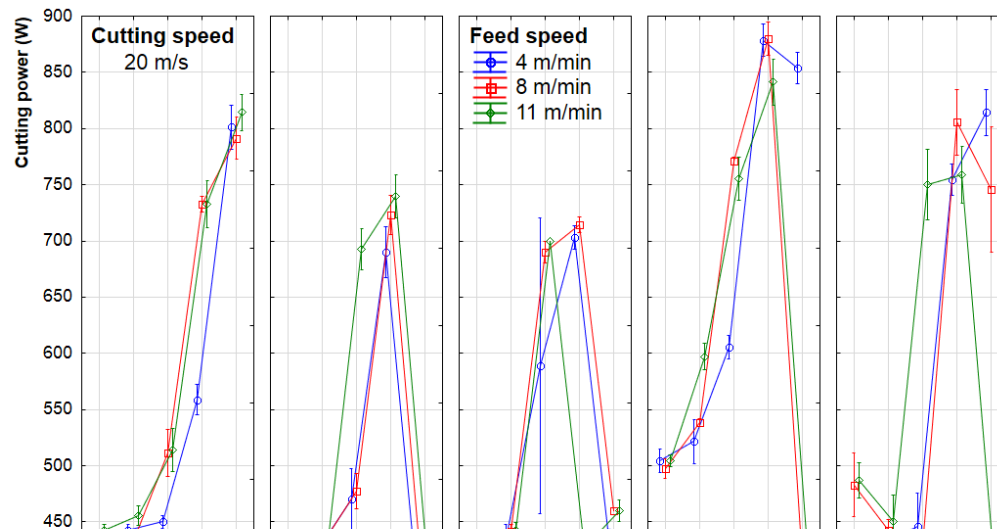 Cutting power (W)
900
850
800
750
700
650
600
550
500
450
Cutting speed
20 m/s
Feed speed
4 m/min
8 m/min
11 m/min